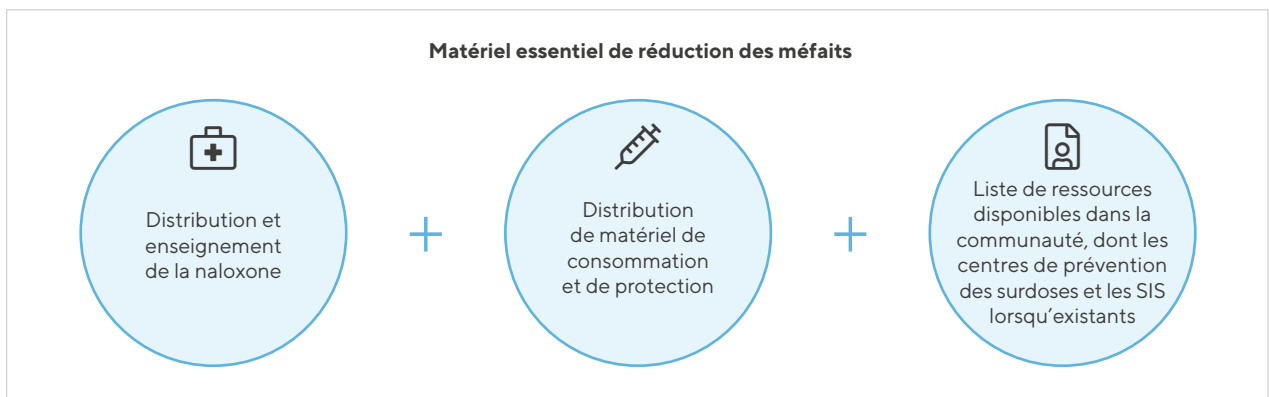 Matériel essentiel de réduction des méfaits
Distribution et
enseignement
de la naloxone
Distribution
de matériel de
consommation
et de protection
Liste de ressources
disponibles dans la
communauté, dont les
centres de prévention
des surdoses et les SIS
lorsqu’existants